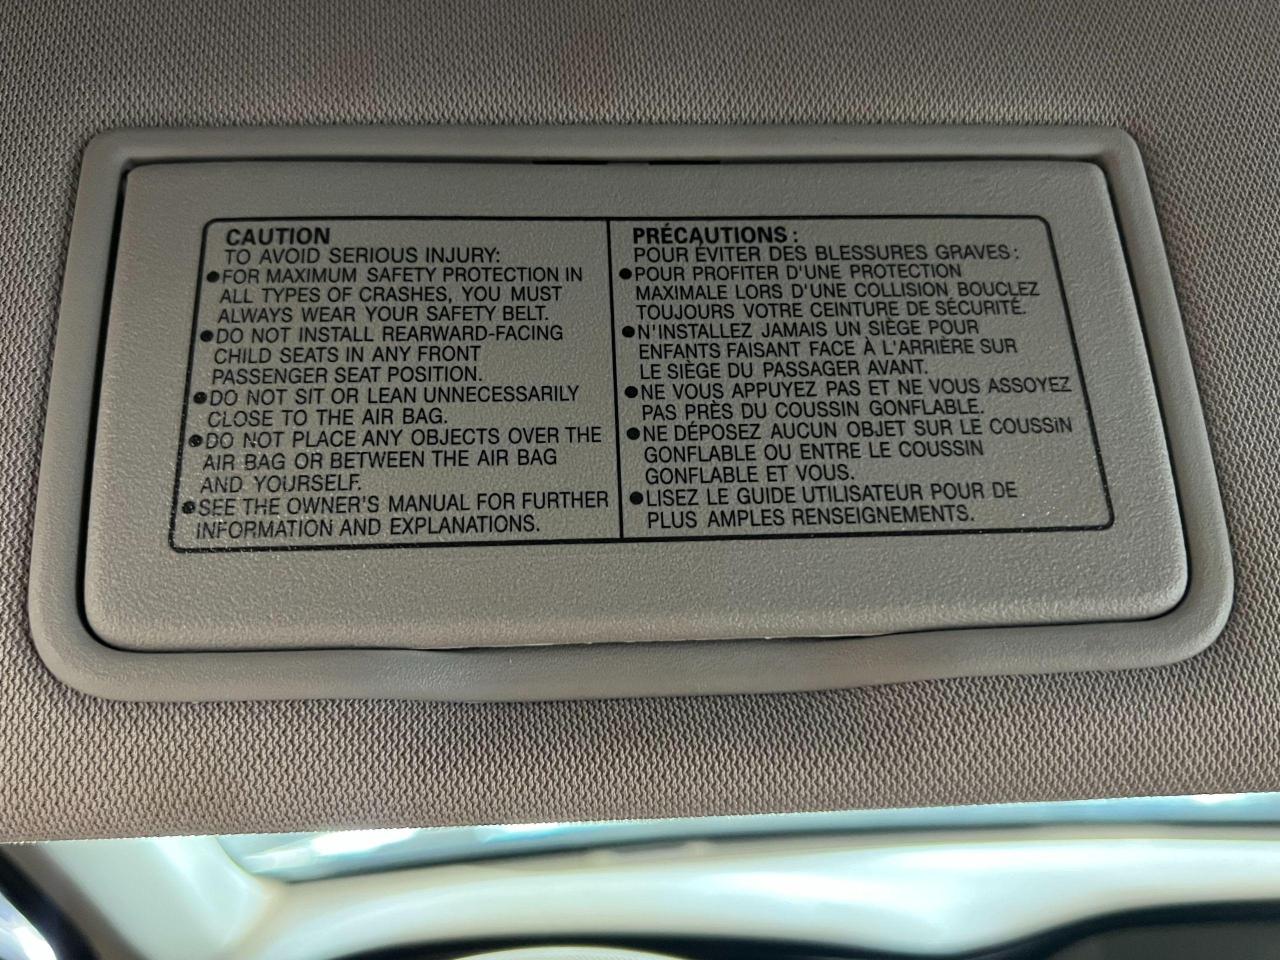 CAUTION
TO AVOID SERIOUS INJURY:
●FOR MAXIMUM SAFETY PROTECTION IN
ALL TYPES OF CRASHES, YOU MUST
ALWAYS WEAR YOUR SAFETY BELT.
●DO NOT INSTALL REARWARD-FACING
CHILD SEATS IN ANY FRONT
PASSENGER SEAT POSITION.
●DO NOT SIT OR LEAN UNNECESSARILY
CLOSE TO THE AIR BAG.
●DO NOT PLACE ANY OBJECTS OVER THE
AIR BAG OR BETWEEN THE AIR BAG
AND YOURSELF.
●SEE THE OWNER'S MANUAL FOR FURTHER
INFORMATION AND EXPLANATIONS.
PRÉCAUTIONS :
POUR ÉVITER DES BLESSURES GRAVES :
●POUR PROFITER D'UNE PROTECTION
MAXIMALE LORS D'UNE COLLISION BOUCLEZ
TOUJOURS VOTRE CEINTURE DE SÉCURITÉ.
●N'INSTALLEZ JAMAIS UN SIÈGE POUR
ENFANTS FAISANT FACE À L'ARRIÈRE SUR
LE SIÈGE DU PASSAGER AVANT.
●NE VOUS APPUYEZ PAS ET NE VOUS ASSOYEZ
PAS PRÈS DU COUSSIN GONFLABLE.
●NE DÉPOSEZ AUCUN OBJET SUR LE COUSSIN
GONFLABLE OU ENTRE LE COUSSIN
GONFLABLE ET VOUS.
●LISEZ LE GUIDE UTILISATEUR POUR DE
PLUS AMPLES RENSEIGNEMENTS.